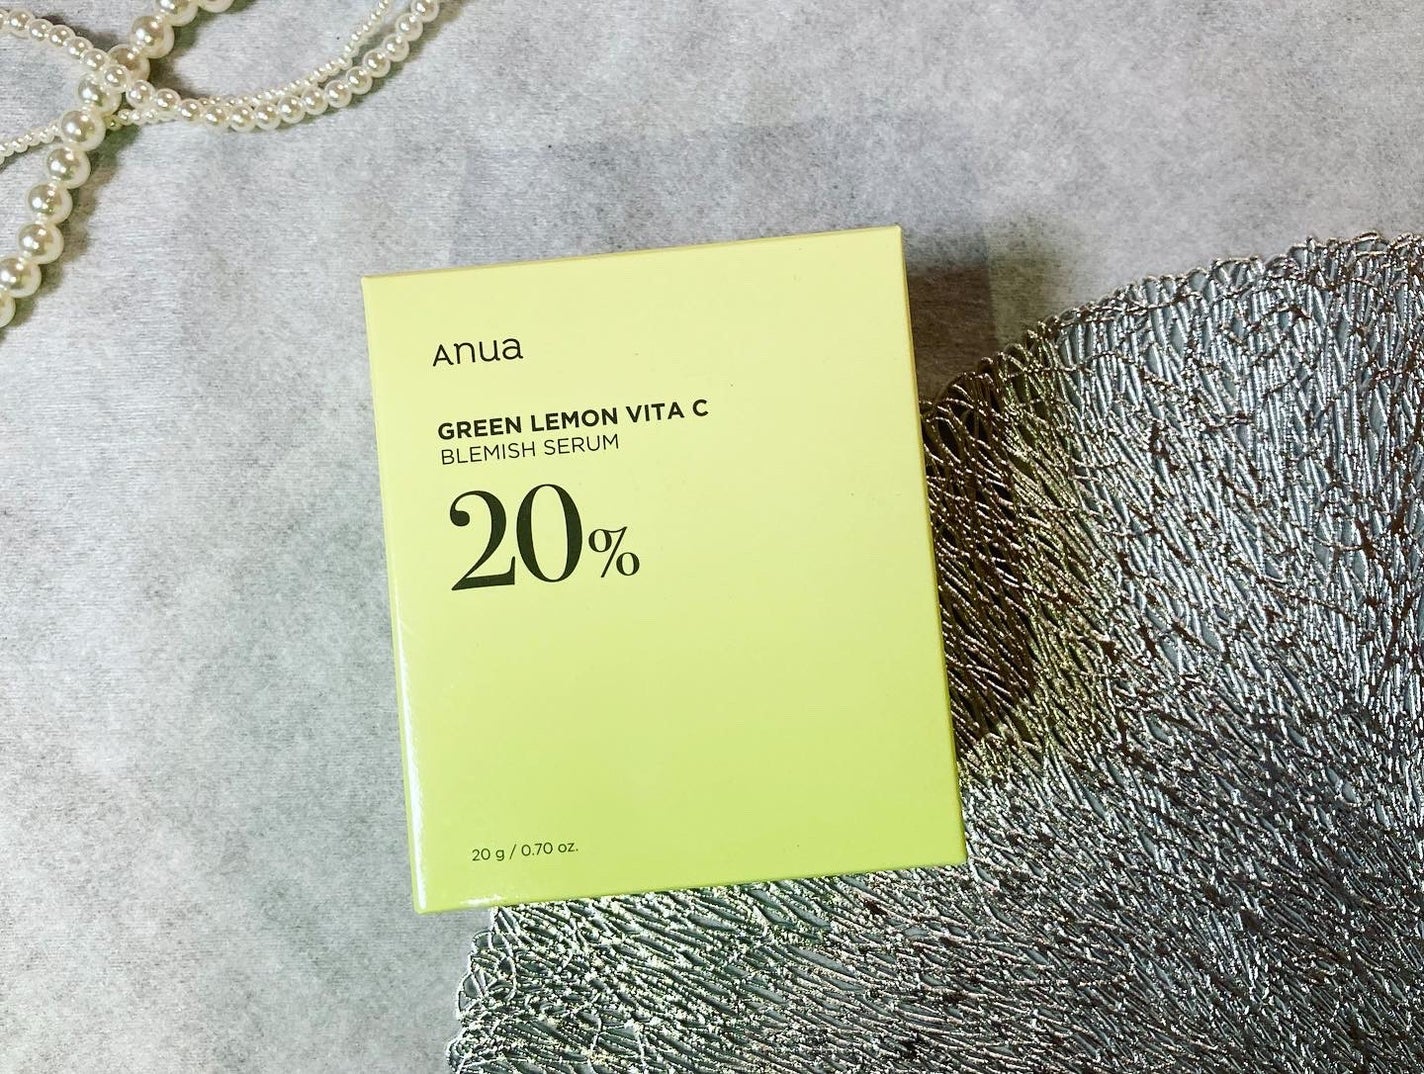 Anua
GREEN LEMON VITA C
BLEMISH SERUM
20%
20 g / 0.70 oz.